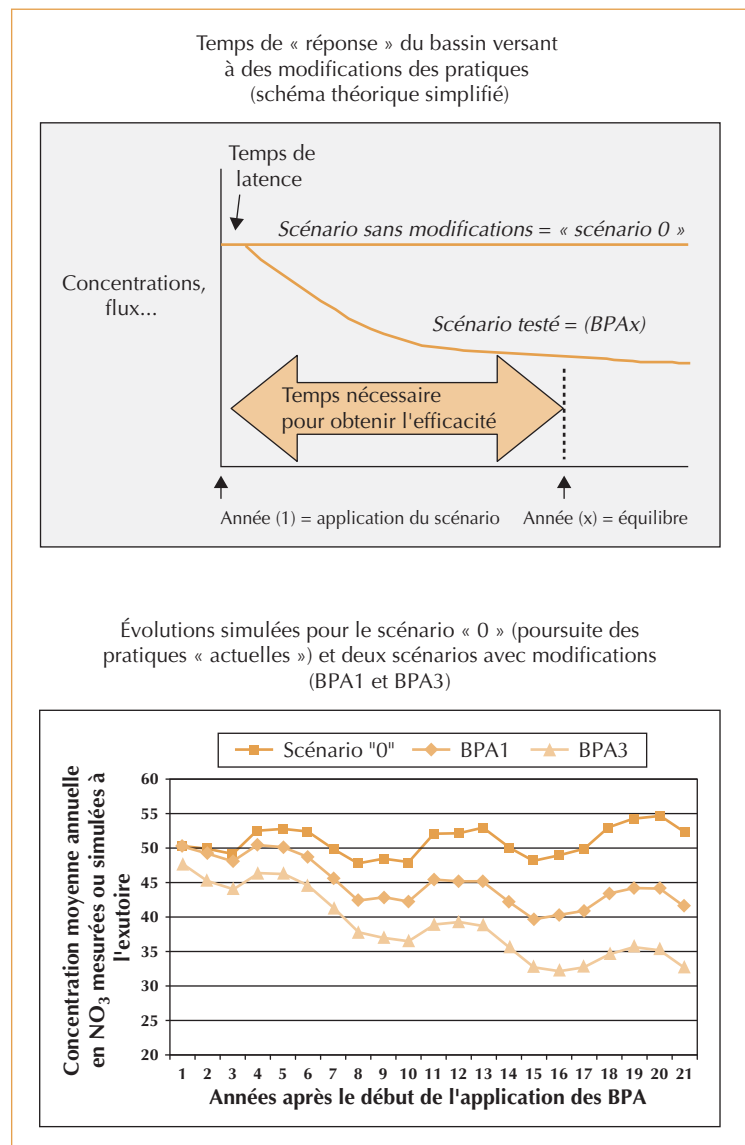 Temps de « réponse » du bassin versant
à des modifications des pratiques
(schéma théorique simplifié)
Temps de
latence
Scénario sans modifications = « scénario 0 »
Concentrations,
flux...
Scénario testé = (BPAx)
Temps nécessaire
pour obtenir l'efficacité
Année (1) = application du scénario Année (x) = équilibre
Évolutions simulées pour le scénario « 0 » (poursuite des
pratiques « actuelles ») et deux scénarios avec modifications
(BPA1 et BPA3)
Scénario "0" BPA1 BPA3
Concentration moyenne annuelle
en NO₃ mesurées ou simulées à
l'exutoire
60
55
50
45
40
35
30
25
20
1 2 3 4 5 6 7 8 9 10 11 12 13 14 15 16 17 18 19 20 21
Années après le début de l'application des BPA